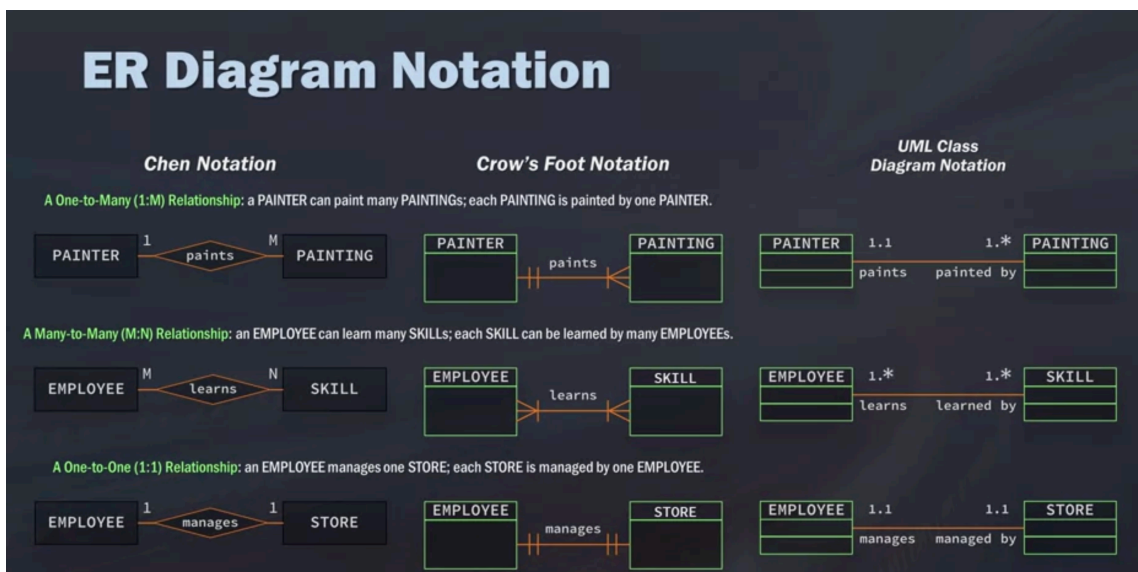 ER Diagram Notation
Chen Notation
Crow's Foot Notation
UML Class
Diagram Notation
A One-to-Many (1:M) Relationship: a PAINTER can paint many PAINTINGs; each PAINTING is painted by one PAINTER.
PAINTER 1 paints M PAINTING
PAINTER paints PAINTING
PAINTER 1.1 1.* PAINTING
paints painted by
A Many-to-Many (M:N) Relationship: an EMPLOYEE can learn many SKILLs; each SKILL can be learned by many EMPLOYEEs.
EMPLOYEE M learns N SKILL
EMPLOYEE learns SKILL
EMPLOYEE 1.* 1.* SKILL
learns learned by
A One-to-One (1:1) Relationship: an EMPLOYEE manages one STORE; each STORE is managed by one EMPLOYEE.
EMPLOYEE 1 manages 1 STORE
EMPLOYEE manages STORE
EMPLOYEE 1.1 1.1 STORE
manages managed by